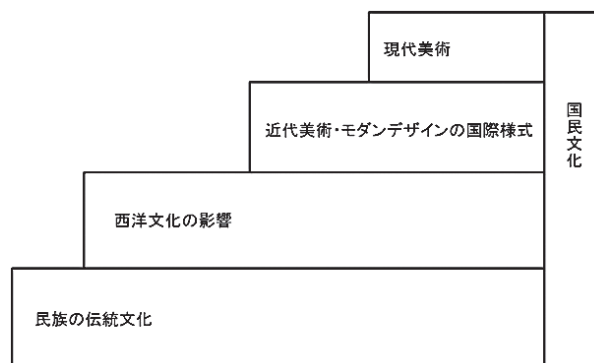 現代美術
近代美術・モダンデザインの国際様式
国民文化
西洋文化の影響
民族の伝統文化